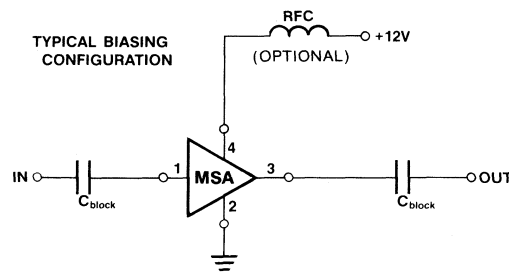 TYPICAL BIASING
CONFIGURATION
RFC
+12V
(OPTIONAL)
4
IN
1
MSA
3
OUT
2
Cblock
Cblock